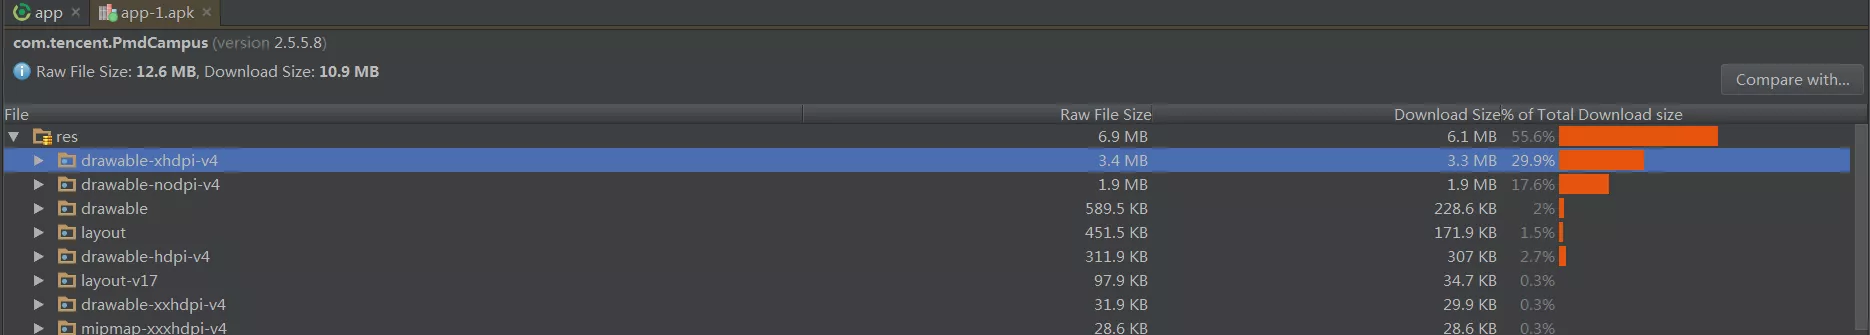 app × app-1.apk ×
com.tencent.PmdCampus (version 2.5.5.8)
Raw File Size: 12.6 MB, Download Size: 10.9 MB
Compare with...
File Raw File Size Download Size % of Total Download size
res 6.9 MB 6.1 MB 55.6%
drawable-xhdpi-v4 3.4 MB 3.3 MB 29.9%
drawable-nodpi-v4 1.9 MB 1.9 MB 17.6%
drawable 589.5 KB 228.6 KB 2%
layout 451.5 KB 171.9 KB 1.5%
drawable-hdpi-v4 311.9 KB 307 KB 2.7%
layout-v17 97.9 KB 34.7 KB 0.3%
drawable-xxhdpi-v4 31.9 KB 29.9 KB 0.3%
mipmap-xxxhdpi-v4 28.6 KB 28.6 KB 0.3%